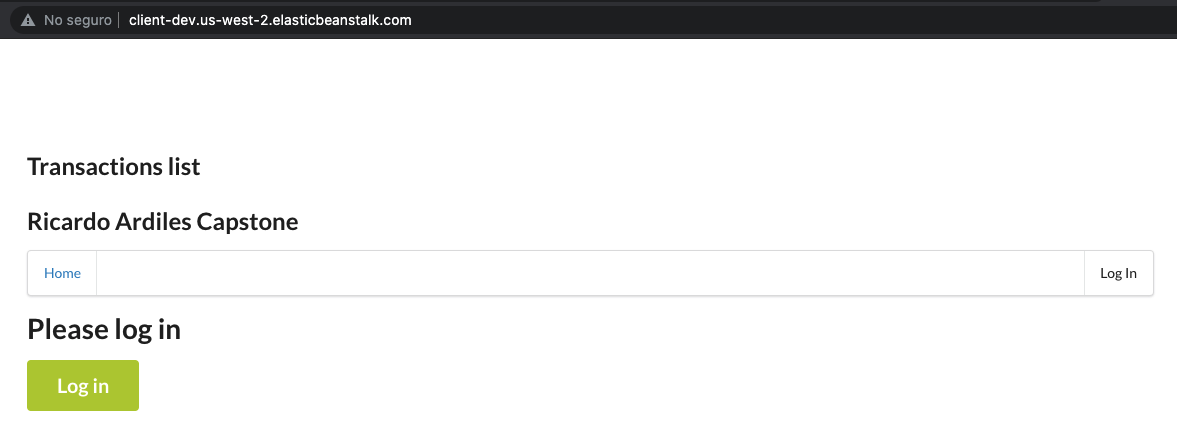 No seguro client-dev.us-west-2.elasticbeanstalk.com
Transactions list
Ricardo Ardiles Capstone
Home Log In
Please log in
Log in